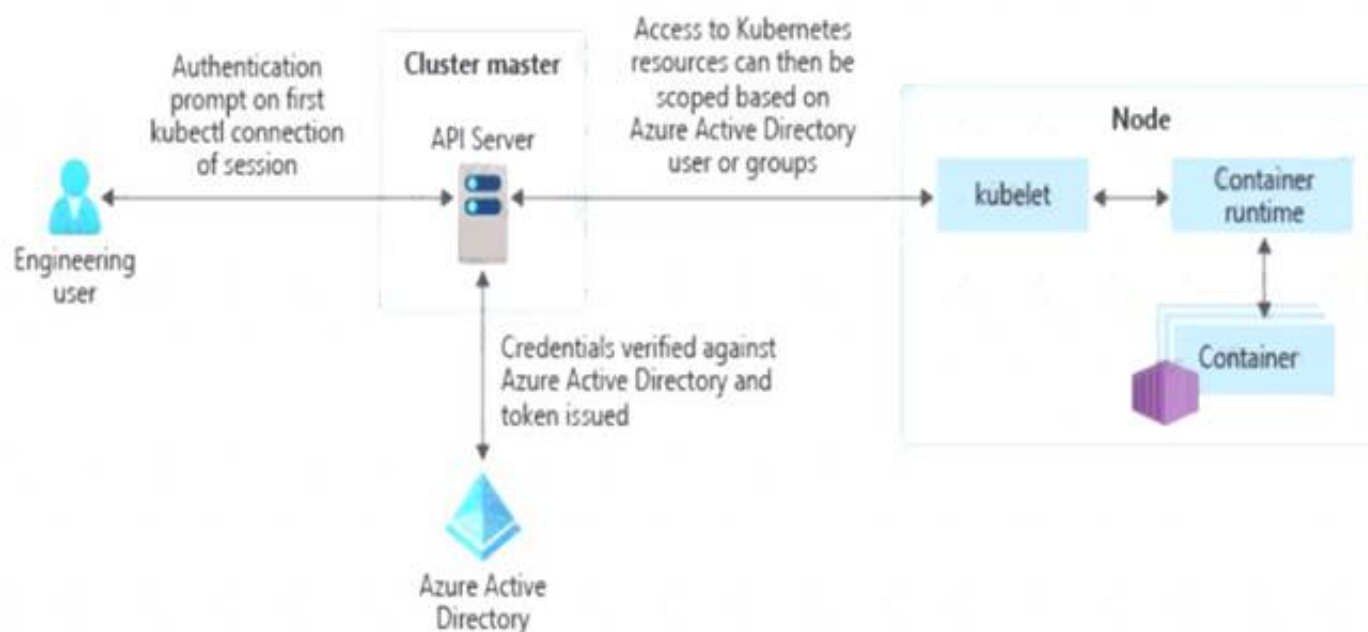 Authentication
prompt on first
kubectl connection
of session
Engineering
user
Cluster master
API Server
Access to Kubernetes
resources can then be
scoped based on
Azure Active Directory
user or groups
Credentials verified against
Azure Active Directory and
token issued
Azure Active
Directory
Node
kubelet
Container
runtime
Container